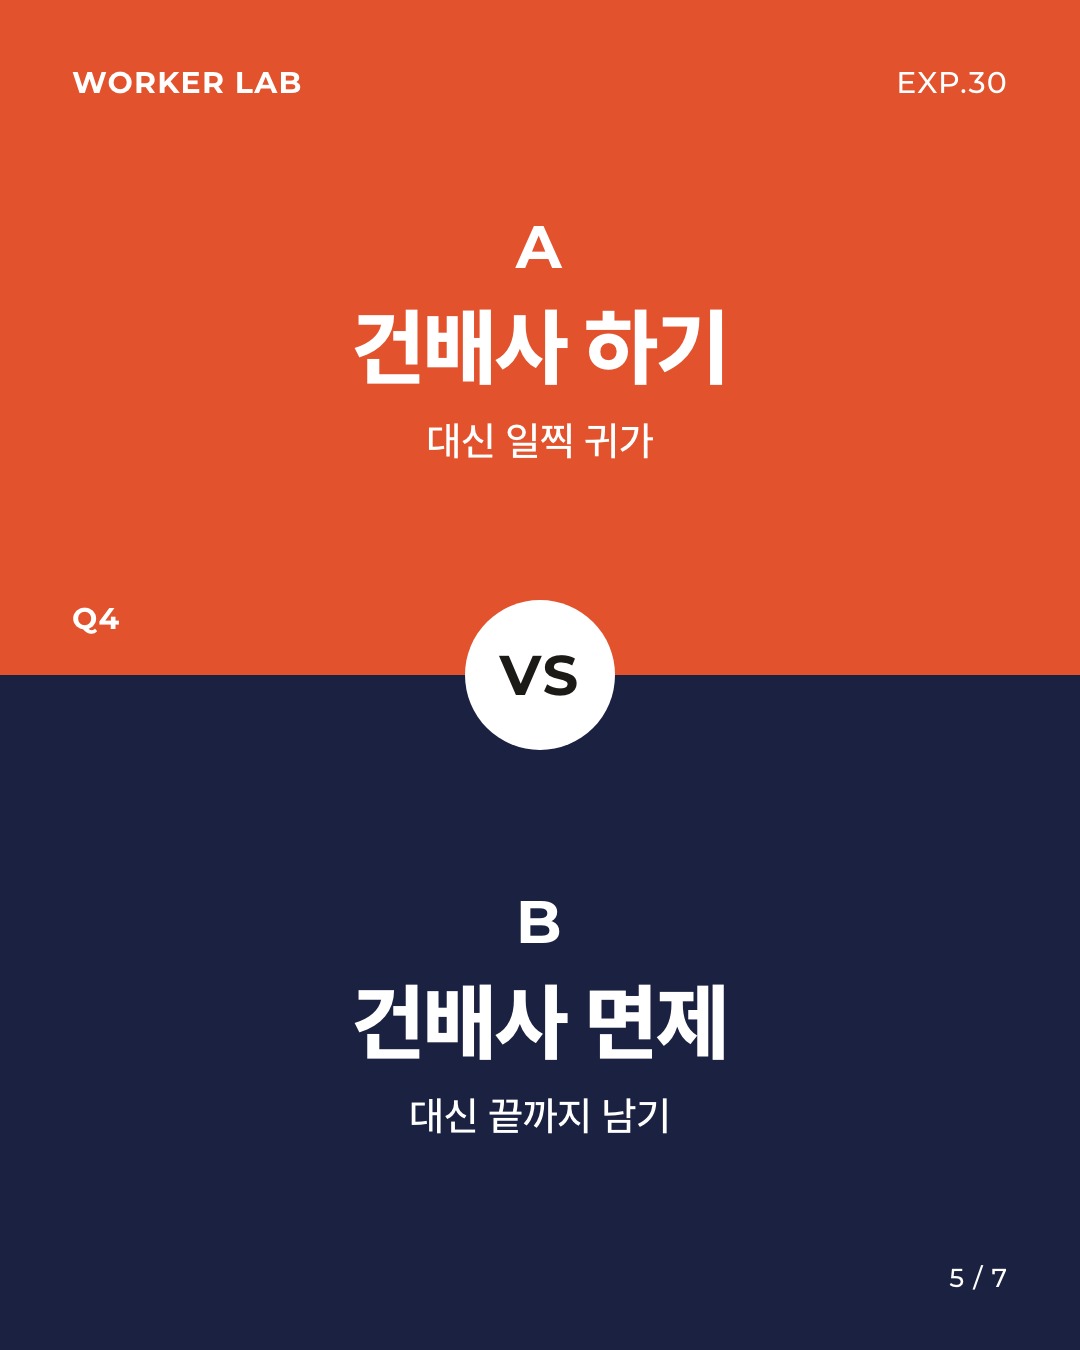 WORKER LAB
EXP.30
A
건배사 하기
대신 일찍 귀가
Q4
VS
B
건배사 면제
대신 끝까지 남기
5 / 7